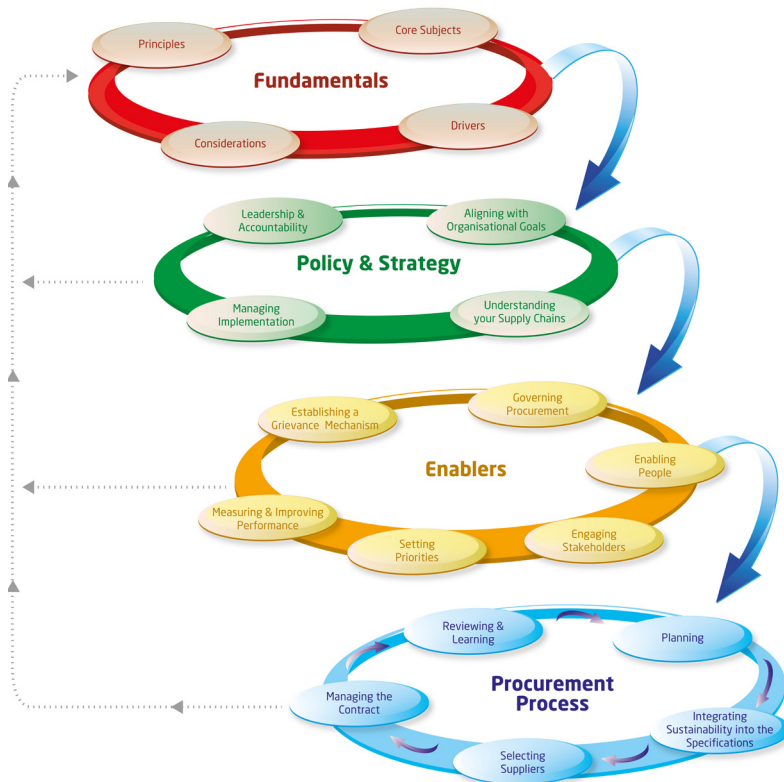 Principles
Core Subjects
Fundamentals
Considerations
Drivers
Leadership &
Accountability
Aligning with
Organisational Goals
Policy & Strategy
Managing
Implementation
Understanding
your Supply Chains
Establishing a
Grievance Mechanism
Governing
Procurement
Enabling
People
Enablers
Measuring & Improving
Performance
Setting
Priorities
Engaging
Stakeholders
Reviewing &
Learning
Planning
Procurement
Process
Managing the
Contract
Integrating
Sustainability into the
Specifications
Selecting
Suppliers